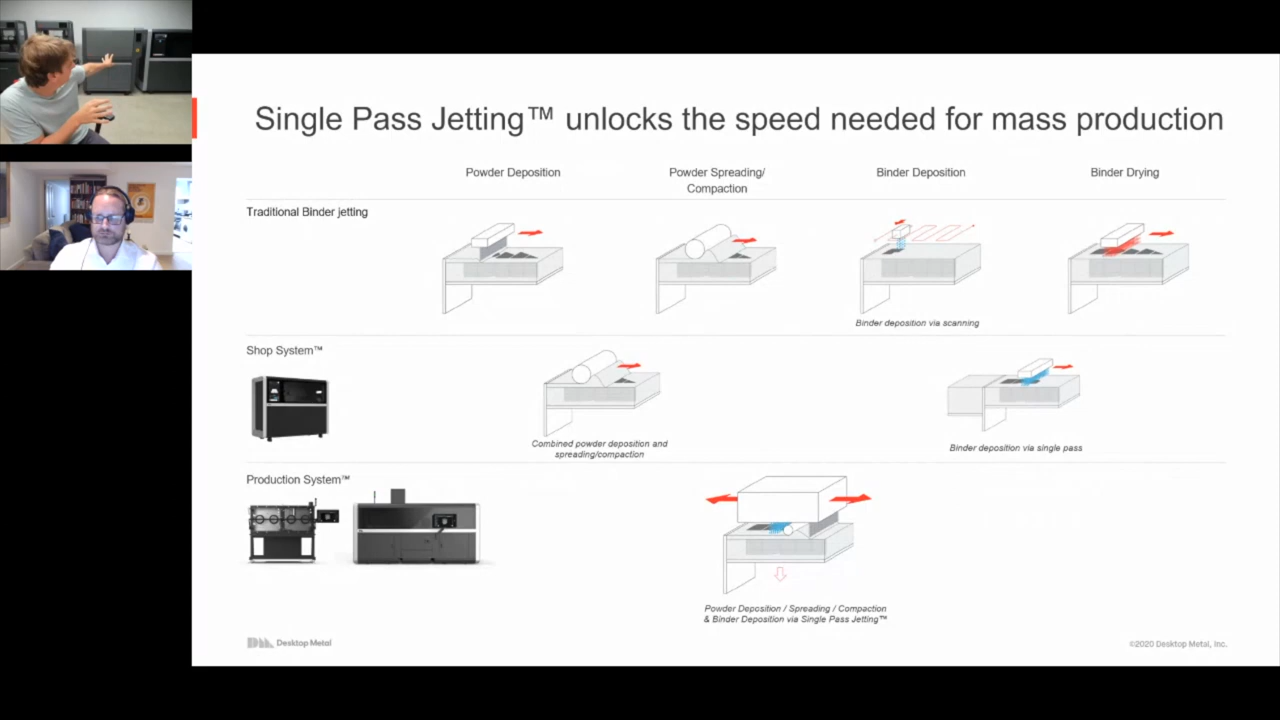 Single Pass Jetting™ unlocks the speed needed for mass production
Powder Deposition
Powder Spreading/
Compaction
Binder Deposition
Binder Drying
Traditional Binder jetting
Binder deposition via scanning
Shop System™
Combined powder deposition and
spreading/compaction
Binder deposition via single pass
Production System™
Powder Deposition / Spreading / Compaction
& Binder Deposition via Single Pass Jetting™
Desktop Metal
©2020 Desktop Metal, Inc.